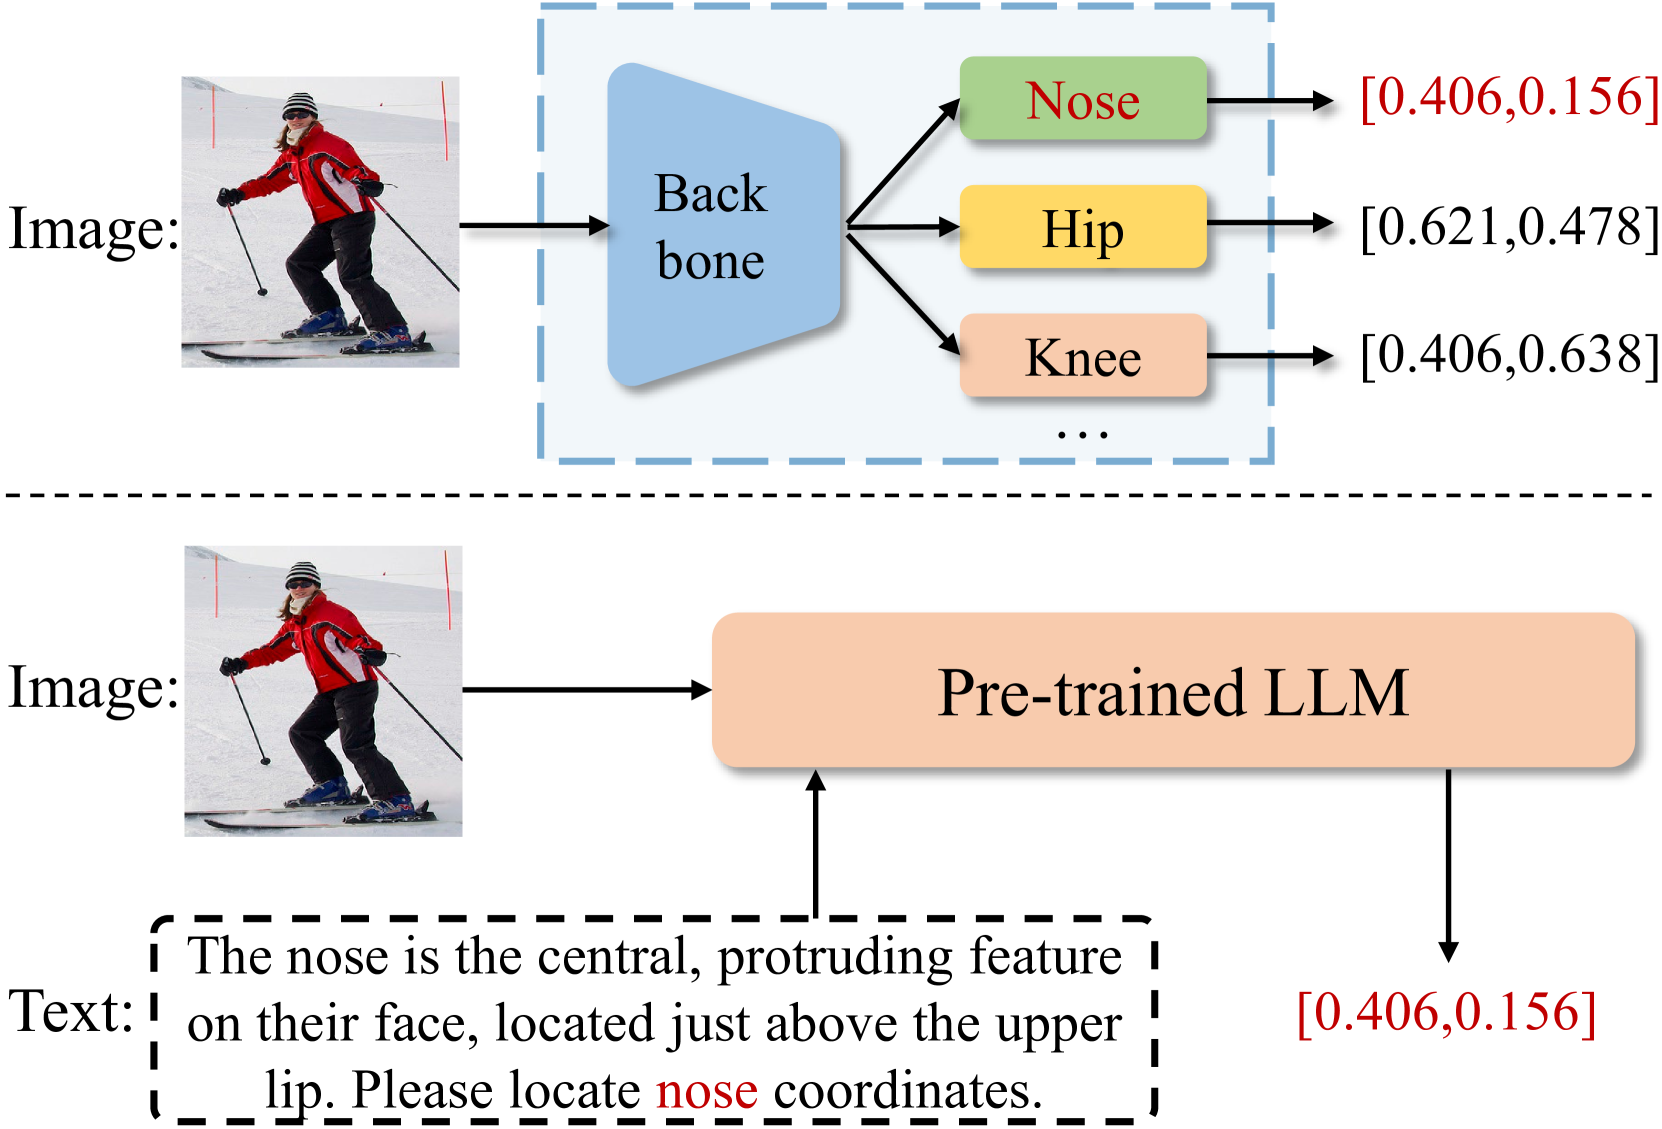 Image:
Back
bone
Nose
[0.406,0.156]
Hip
[0.621,0.478]
Knee
[0.406,0.638]
...
Image:
Pre-trained LLM
Text:
The nose is the central, protruding feature
on their face, located just above the upper
lip. Please locate nose coordinates.
[0.406,0.156]